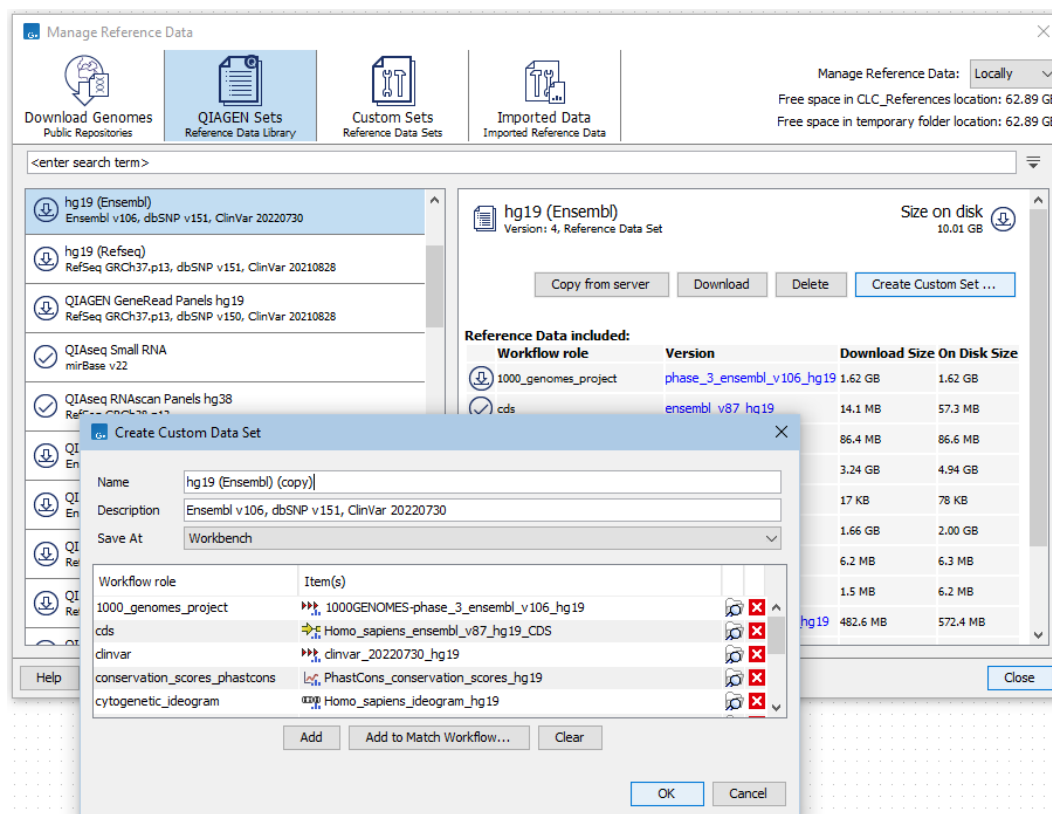 Manage Reference Data
Download Genomes
Public Repositories
QIAGEN Sets
Reference Data Library
Custom Sets
Reference Data Sets
Imported Data
Imported Reference Data
Manage Reference Data: Locally
Free space in CLC_References location: 62.89 GB
Free space in temporary folder location: 62.89 GB
<enter search term>
hg19 (Ensembl)
Ensembl v106, dbSNP v151, ClinVar 20220730
hg19 (Refseq)
RefSeq GRCh37.p13, dbSNP v151, ClinVar 20210828
QIAGEN GeneRead Panels hg19
RefSeq GRCh37.p13, dbSNP v150, ClinVar 20210828
QIAseq Small RNA
mirBase v22
QIAseq RNAscan Panels hg38
hg19 (Ensembl)
Version: 4, Reference Data Set
Size on disk
10.01 GB
Copy from server Download Delete Create Custom Set ...
Reference Data included:
Workflow role Version Download Size On Disk Size
1000_genomes_project phase_3_ensembl_v106_hg19 1.62 GB 1.62 GB
cds ensembl_v87_hg19 14.1 MB 57.3 MB
86.4 MB 86.6 MB
3.24 GB 4.94 GB
17 KB 78 KB
1.66 GB 2.00 GB
6.2 MB 6.3 MB
1.5 MB 6.2 MB
hg19 482.6 MB 572.4 MB
Create Custom Data Set
Name hg19 (Ensembl) (copy)
Description Ensembl v106, dbSNP v151, ClinVar 20220730
Save At Workbench
Workflow role Item(s)
1000_genomes_project 1000GENOMES-phase_3_ensembl_v106_hg19
cds Homo_sapiens_ensembl_v87_hg19_CDS
clinvar clinvar_20220730_hg19
conservation_scores_phastcons PhastCons_conservation_scores_hg19
cytogenetic_ideogram Homo_sapiens_ideogram_hg19
Add Add to Match Workflow... Clear
OK Cancel
Help
Close